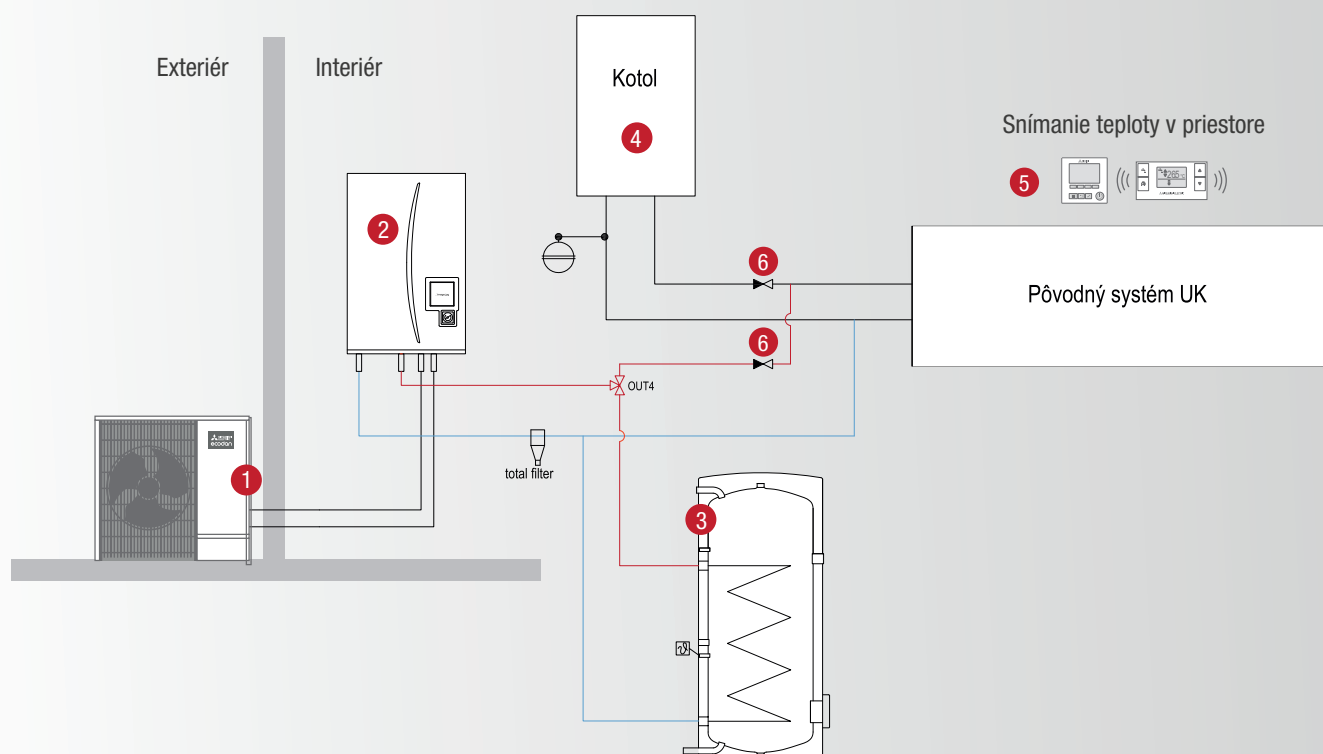 Exteriér
Interiér
Kotol
4
Snímanie teploty v priestore
5
2
6
Pôvodný systém UK
6
OUT4
ecodan
1
total filter
3